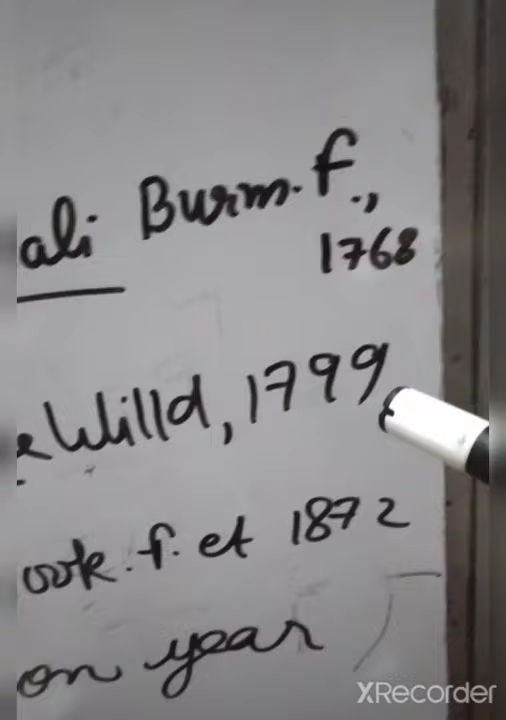 ali Burm. f.,
1768
e Willd, 1799
ook. f. et 1872
on year
XRecorder